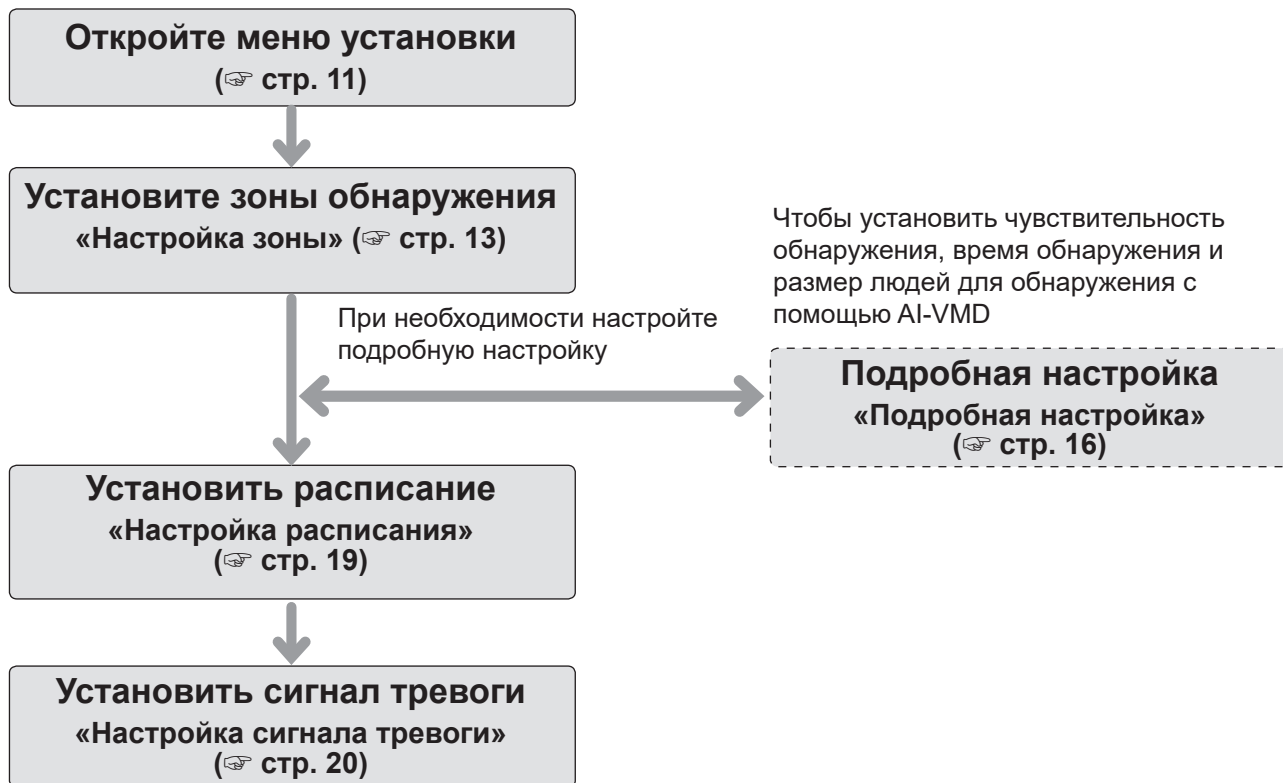 Откройте меню установки
(☞ стр. 11)
Установите зоны обнаружения
«Настройка зоны» (☞ стр. 13)
При необходимости настройте
подробную настройку
Чтобы установить чувствительность
обнаружения, время обнаружения и
размер людей для обнаружения с
помощью AI-VMD
Подробная настройка
«Подробная настройка»
(☞ стр. 16)
Установить расписание
«Настройка расписания»
(☞ стр. 19)
Установить сигнал тревоги
«Настройка сигнала тревоги»
(☞ стр. 20)